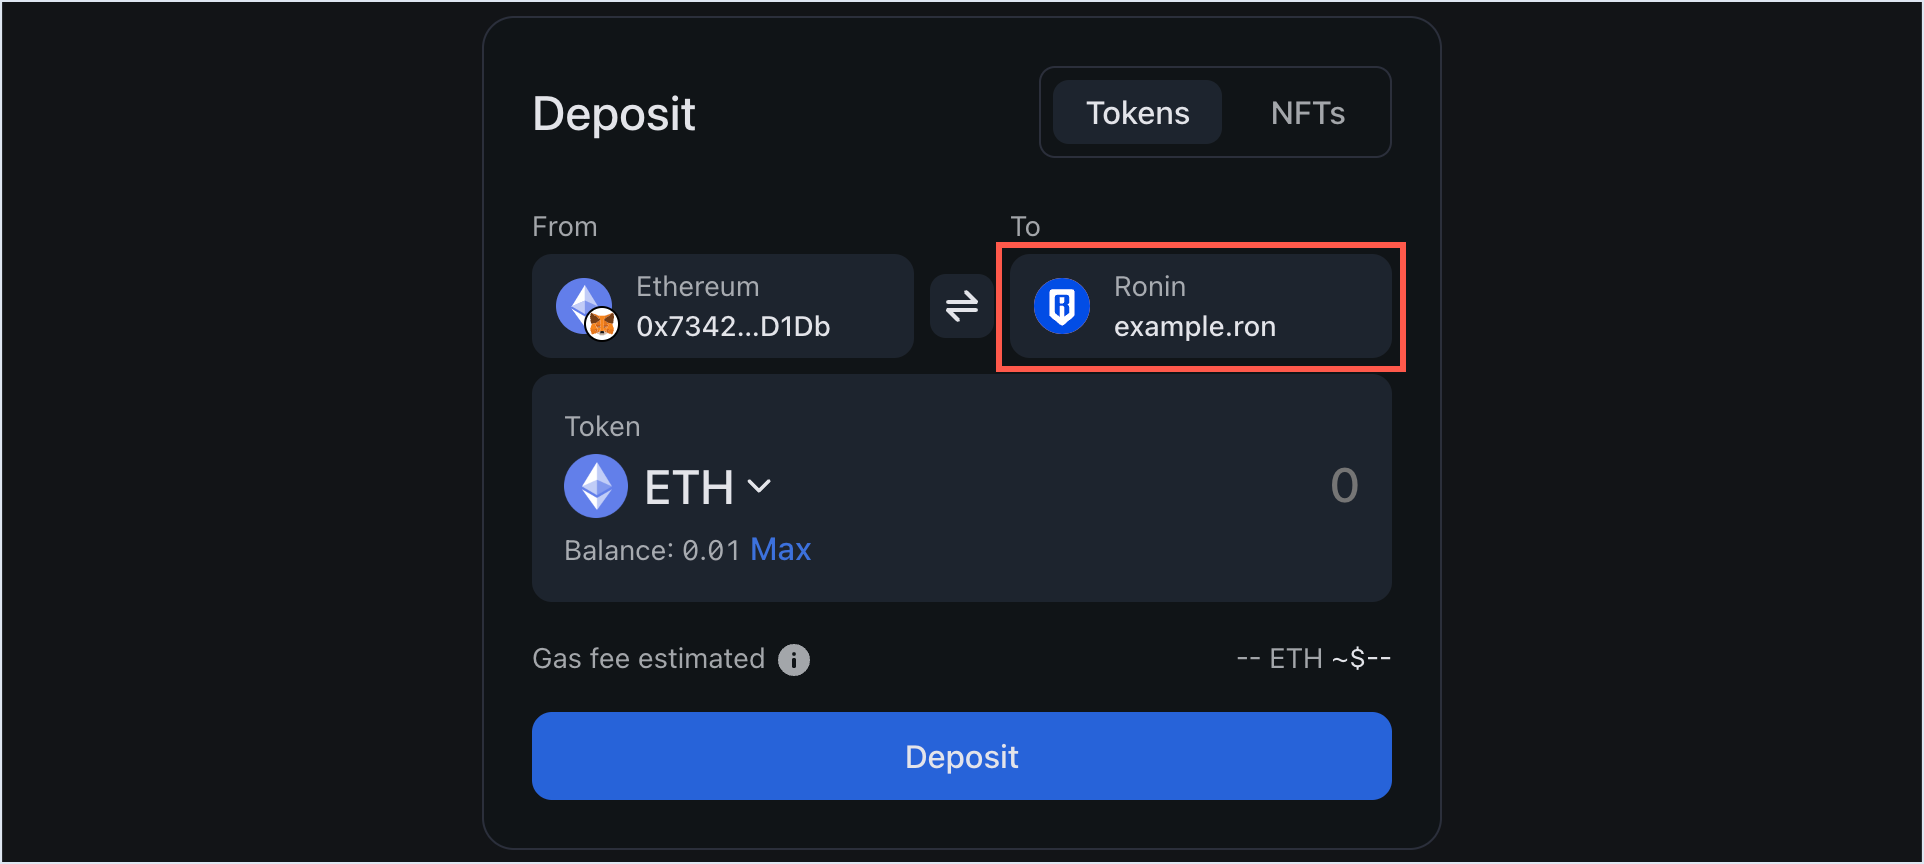 Deposit
Tokens
NFTs
From
To
Ethereum
0x7342...D1Db
Ronin
example.ron
Token
ETH
0
Balance: 0.01 Max
Gas fee estimated
-- ETH ~$--
Deposit